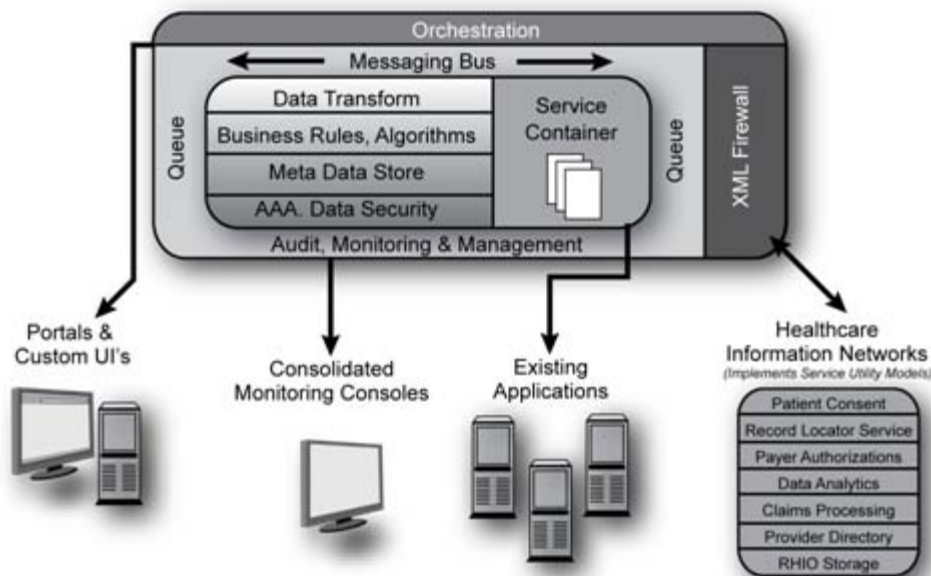 Orchestration
Messaging Bus
Queue
Data Transform
Business Rules, Algorithms
Meta Data Store
AAA. Data Security
Service
Container
Queue
XML Firewall
Audit, Monitoring & Management
Portals &
Custom UI's
Consolidated
Monitoring Consoles
Existing
Applications
Healthcare
Information Networks
(Implements Service Utility Models)
Patient Consent
Record Locator Service
Payer Authorizations
Data Analytics
Claims Processing
Provider Directory
RHIO Storage